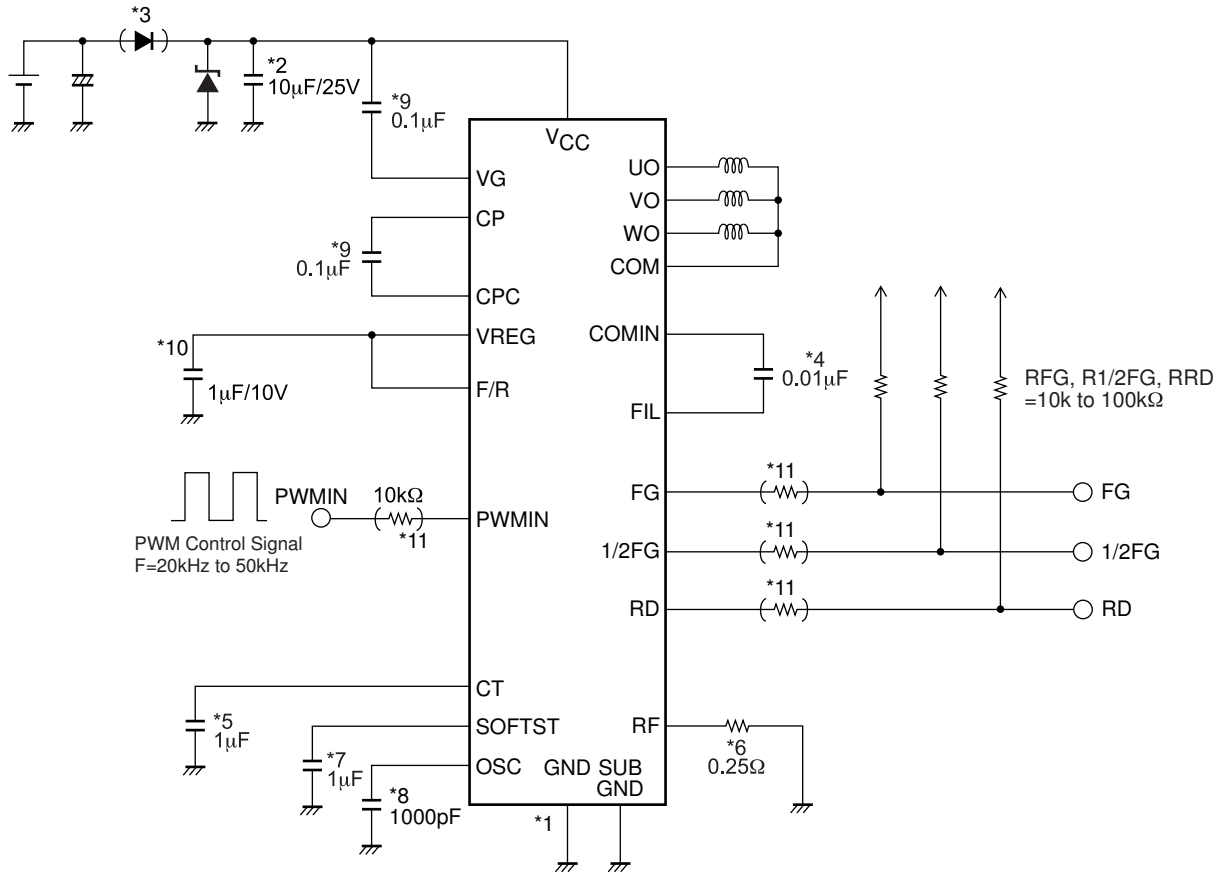 *3
*2
10μF/25V
*9
0.1μF
VCC
UO
VG
VO
CP
WO
*9
0.1μF
COM
CPC
VREG
COMIN
*10
*4
0.01μF
1μF/10V
F/R
FIL
RFG, R1/2FG, RRD
=10k to 100kΩ
*11
FG
FG
PWMIN
10kΩ
*11
PWMIN
PWM Control Signal
F=20kHz to 50kHz
*11
1/2FG
1/2FG
*11
RD
RD
CT
*5
1μF
SOFTST
RF
*7
1μF
*6
0.25Ω
OSC
GND SUB
GND
*8
1000pF
*1